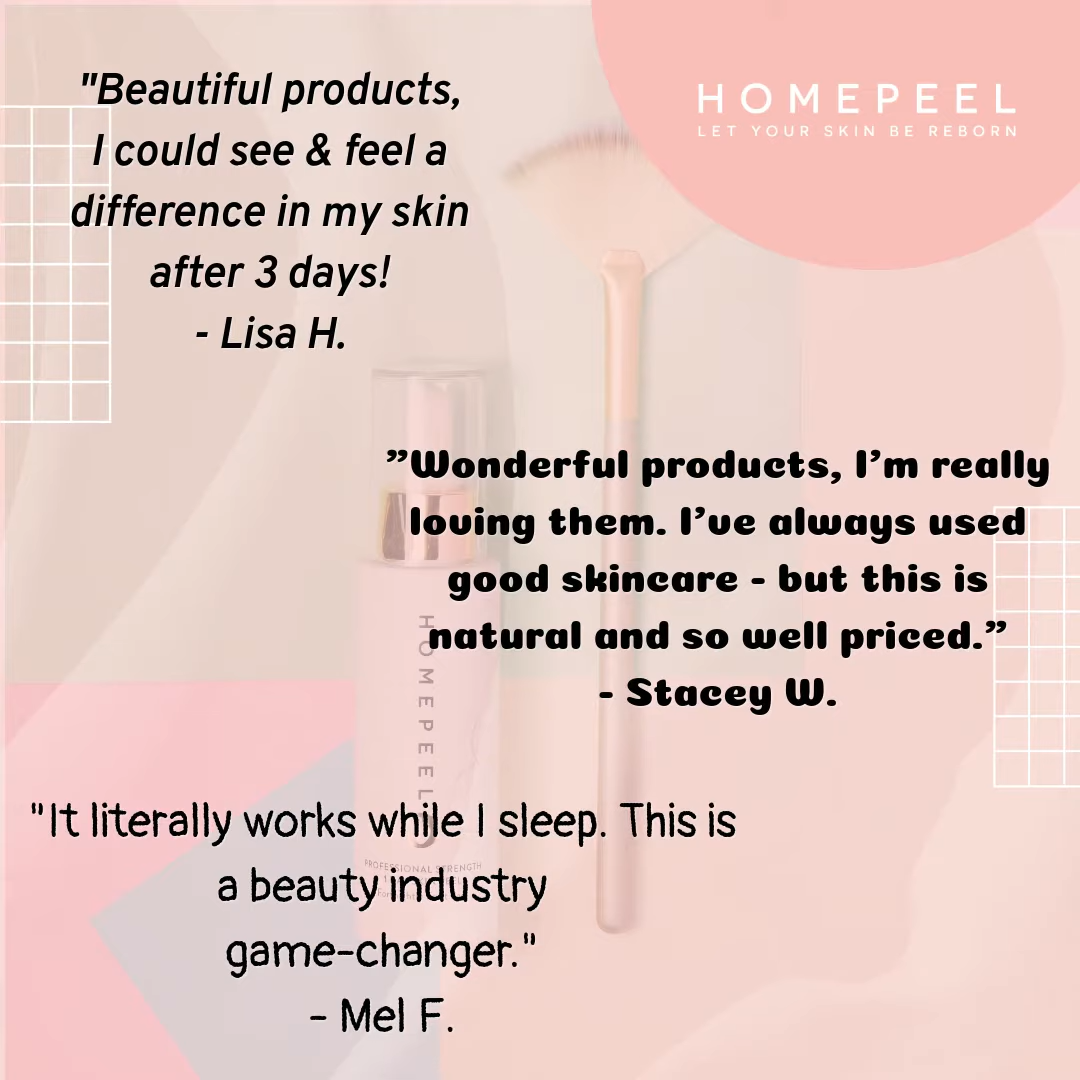 "Beautiful products,
I could see & feel a
difference in my skin
after 3 days!
- Lisa H.
HOMEPEEL
LET YOUR SKIN BE REBORN
”Wonderful products, I’m really
loving them. I’ve always used
good skincare - but this is
natural and so well priced.”
- Stacey W.
HOMEPEEL
PROFESSIONAL STRENGTH
"It literally works while I sleep. This is
a beauty industry
game-changer."
- Mel F.